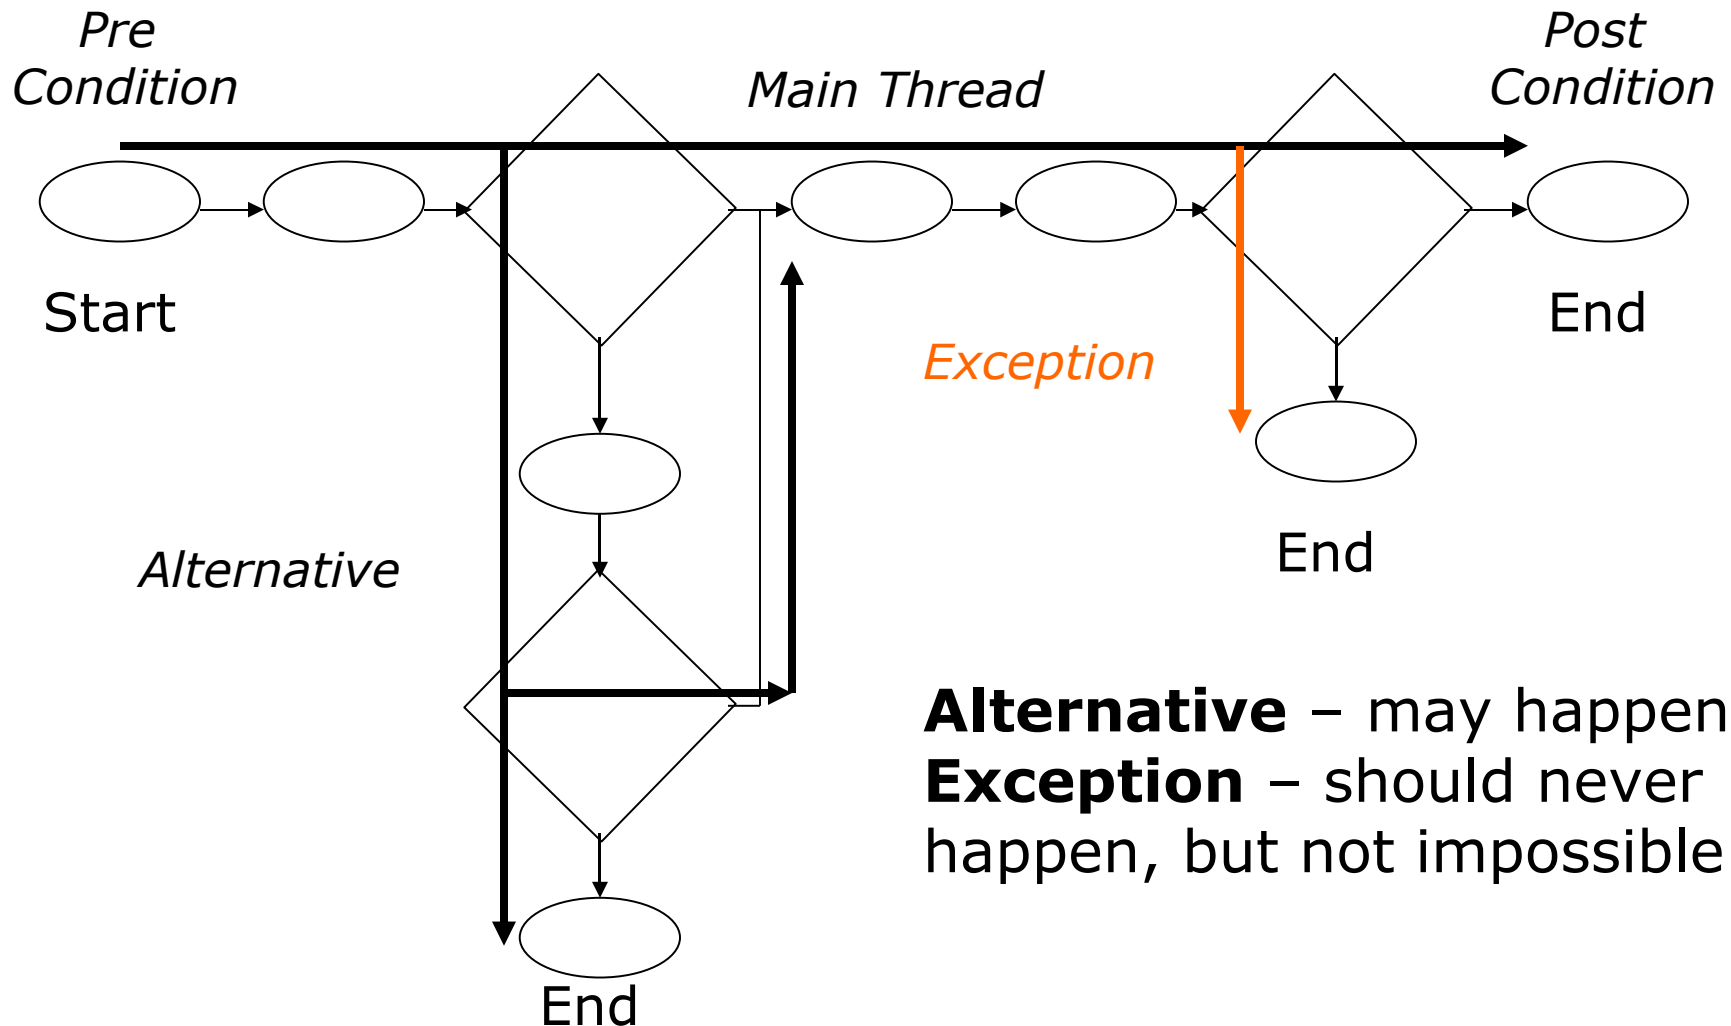 Pre
Condition
Main Thread
Post
Condition
Start
End
Exception
End
Alternative
Alternative – may happen
Exception – should never
happen, but not impossible
End